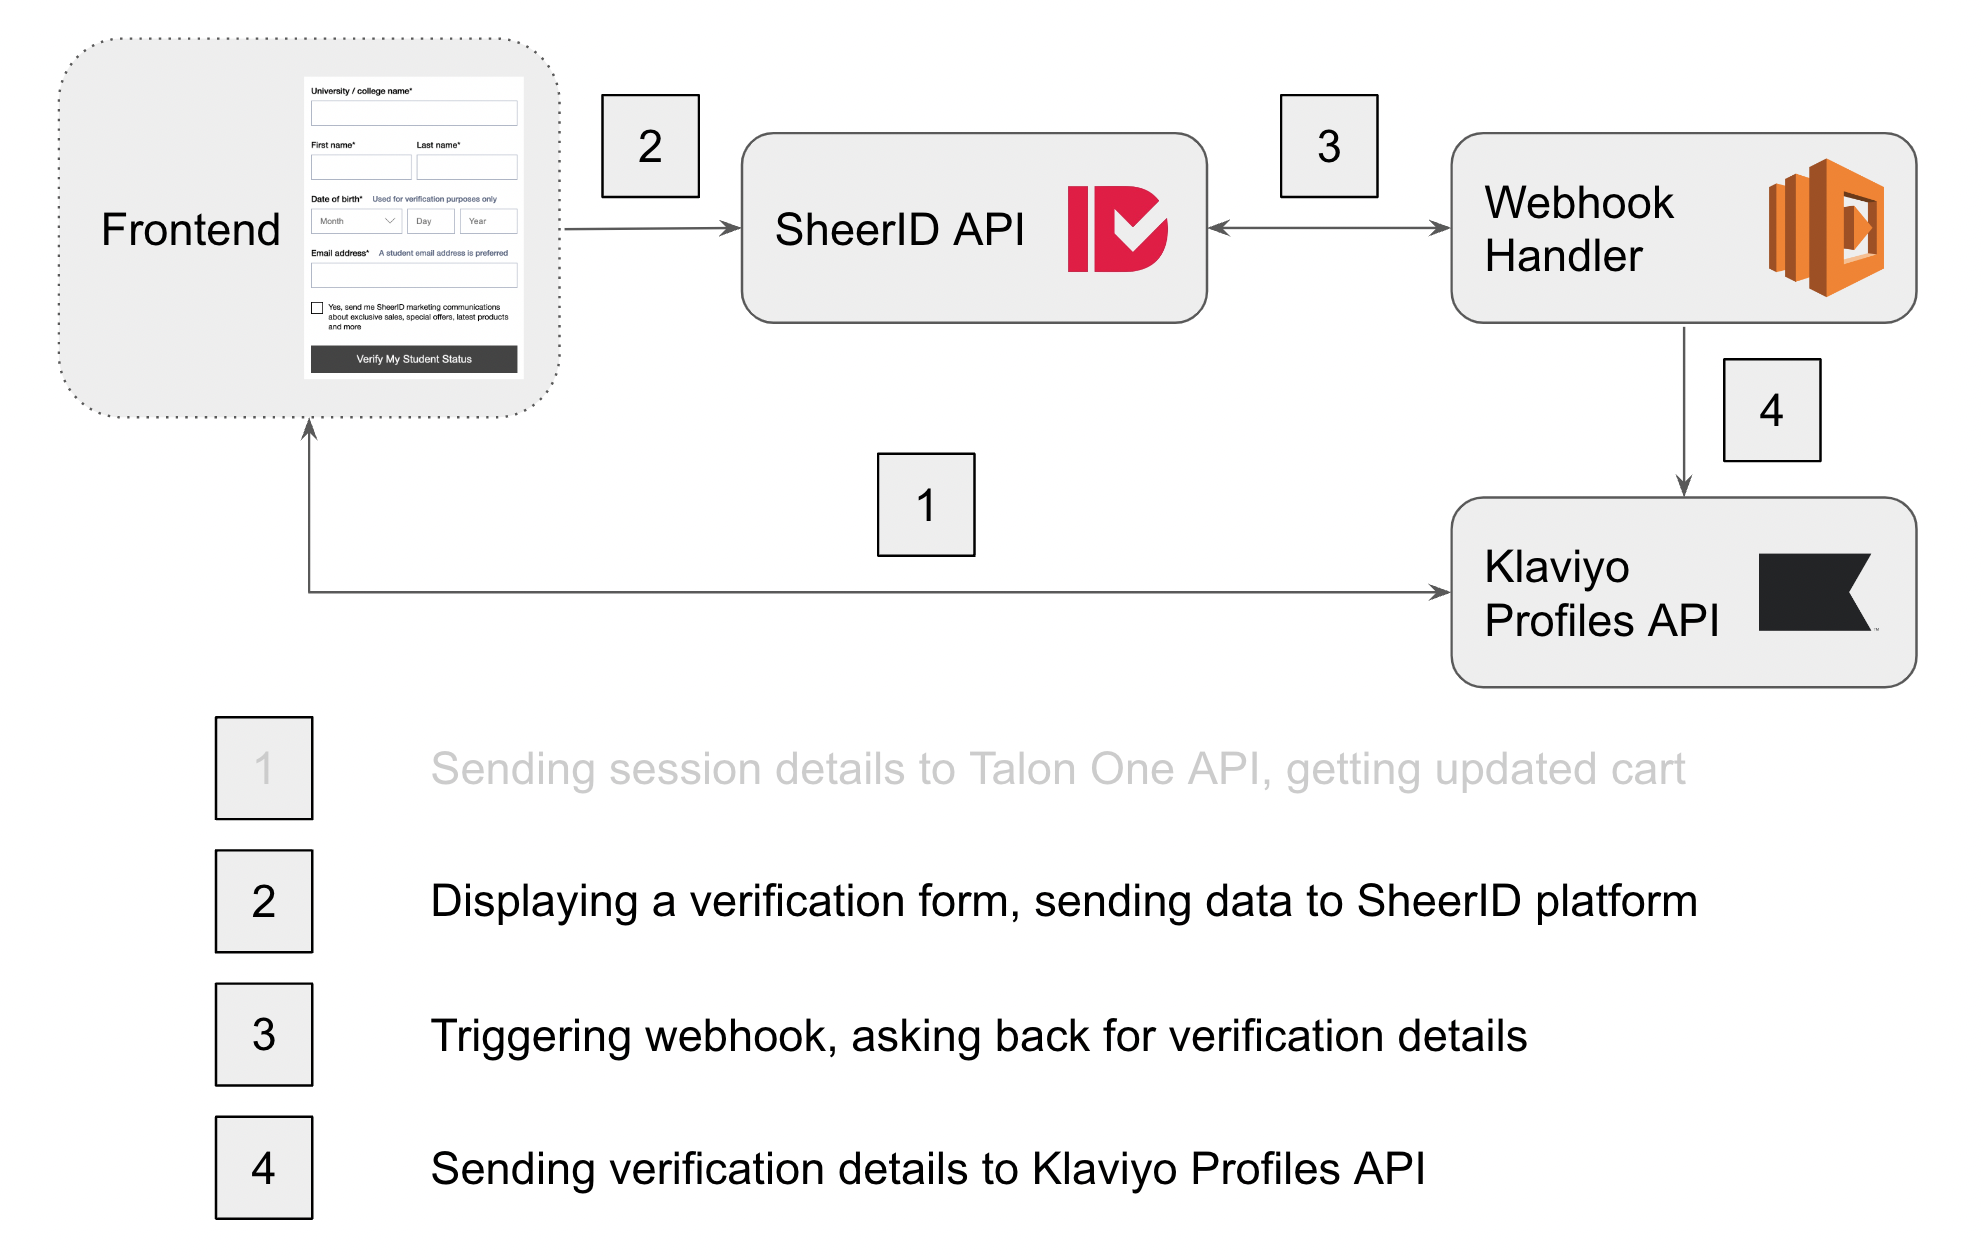 Frontend
University / college name*
First name*
Last name*
Date of birth*
Used for verification purposes only
Month
Day
Year
Email address*
A student email address is preferred
Yes, send me SheerID marketing communications
about exclusive sales, special offers, latest products
and more
Verify My Student Status
2
SheerID API
3
Webhook
Handler
4
1
Klaviyo
Profiles API
1
Sending session details to Talon One API, getting updated cart
2
Displaying a verification form, sending data to SheerID platform
3
Triggering webhook, asking back for verification details
4
Sending verification details to Klaviyo Profiles API